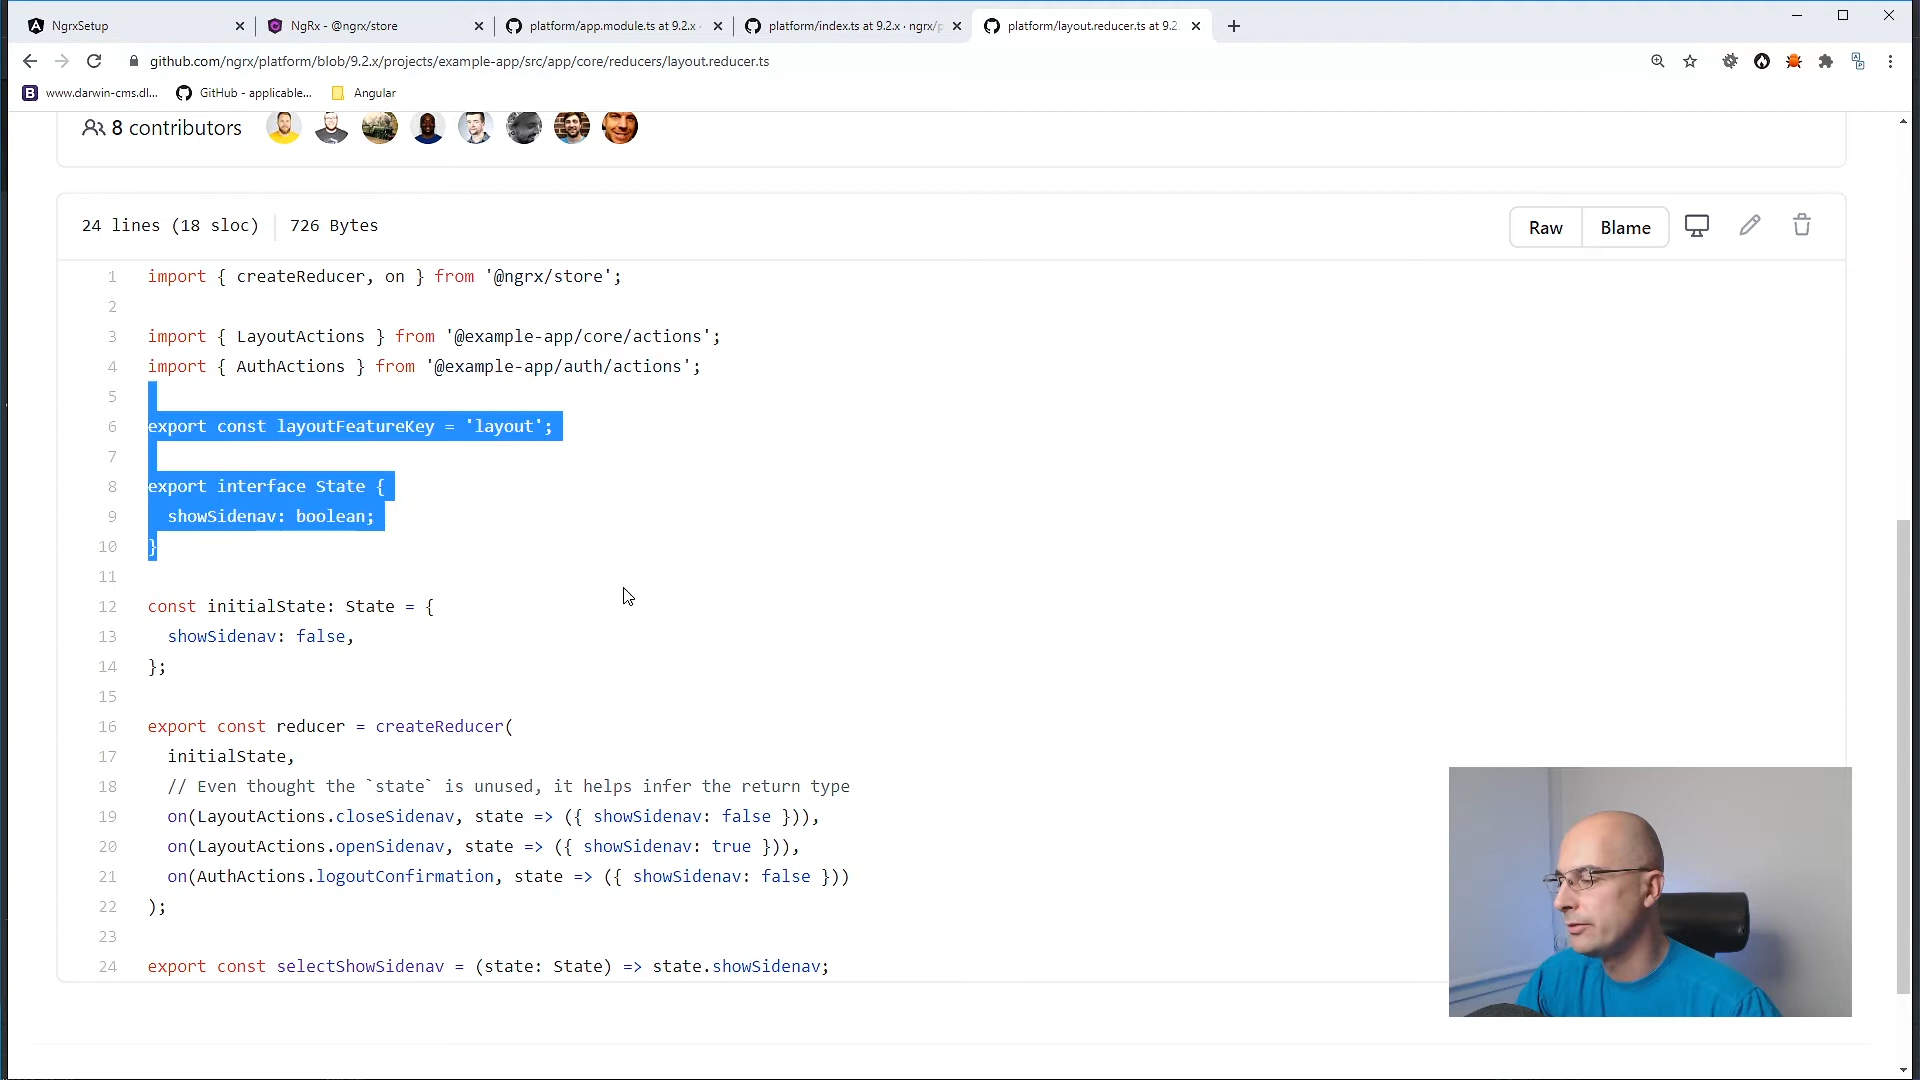 NgrxSetup
NgRx - @ngrx/store
platform/app.module.ts at 9.2.x ·
platform/index.ts at 9.2.x · ngrx/p
platform/layout.reducer.ts at 9.2.
github.com/ngrx/platform/blob/9.2.x/projects/example-app/src/app/core/reducers/layout.reducer.ts
www.darwin-cms.dl...
GitHub - applicable...
Angular
8 contributors
24 lines (18 sloc)
726 Bytes
Raw
Blame
1 import { createReducer, on } from '@ngrx/store';
2
3 import { LayoutActions } from '@example-app/core/actions';
4 import { AuthActions } from '@example-app/auth/actions';
5
6 export const layoutFeatureKey = 'layout';
7
8 export interface State {
9 showSidenav: boolean;
10 }
11
12 const initialState: State = {
13 showSidenav: false,
14 };
15
16 export const reducer = createReducer(
17 initialState,
18 // Even thought the `state` is unused, it helps infer the return type
19 on(LayoutActions.closeSidenav, state => ({ showSidenav: false })),
20 on(LayoutActions.openSidenav, state => ({ showSidenav: true })),
21 on(AuthActions.logoutConfirmation, state => ({ showSidenav: false }))
22 );
23
24 export const selectShowSidenav = (state: State) => state.showSidenav;